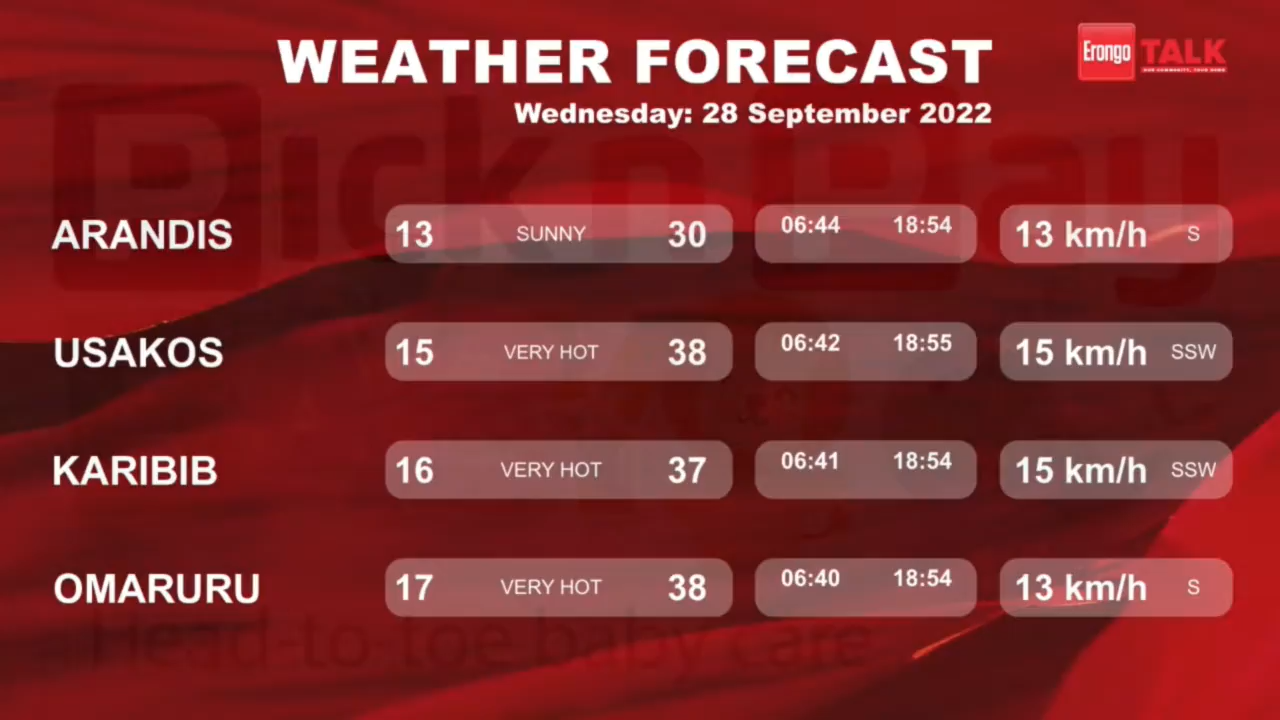 WEATHER FORECAST
Wednesday: 28 September 2022
Erongo TALK
Pick n Pay
ARANDIS 13 SUNNY 30 06:44 18:54 13 km/h S
USAKOS 15 VERY HOT 38 06:42 18:55 15 km/h SSW
KARIBIB 16 VERY HOT 37 06:41 18:54 15 km/h SSW
OMARURU 17 VERY HOT 38 06:40 18:54 13 km/h S
Head-to-toe baby care